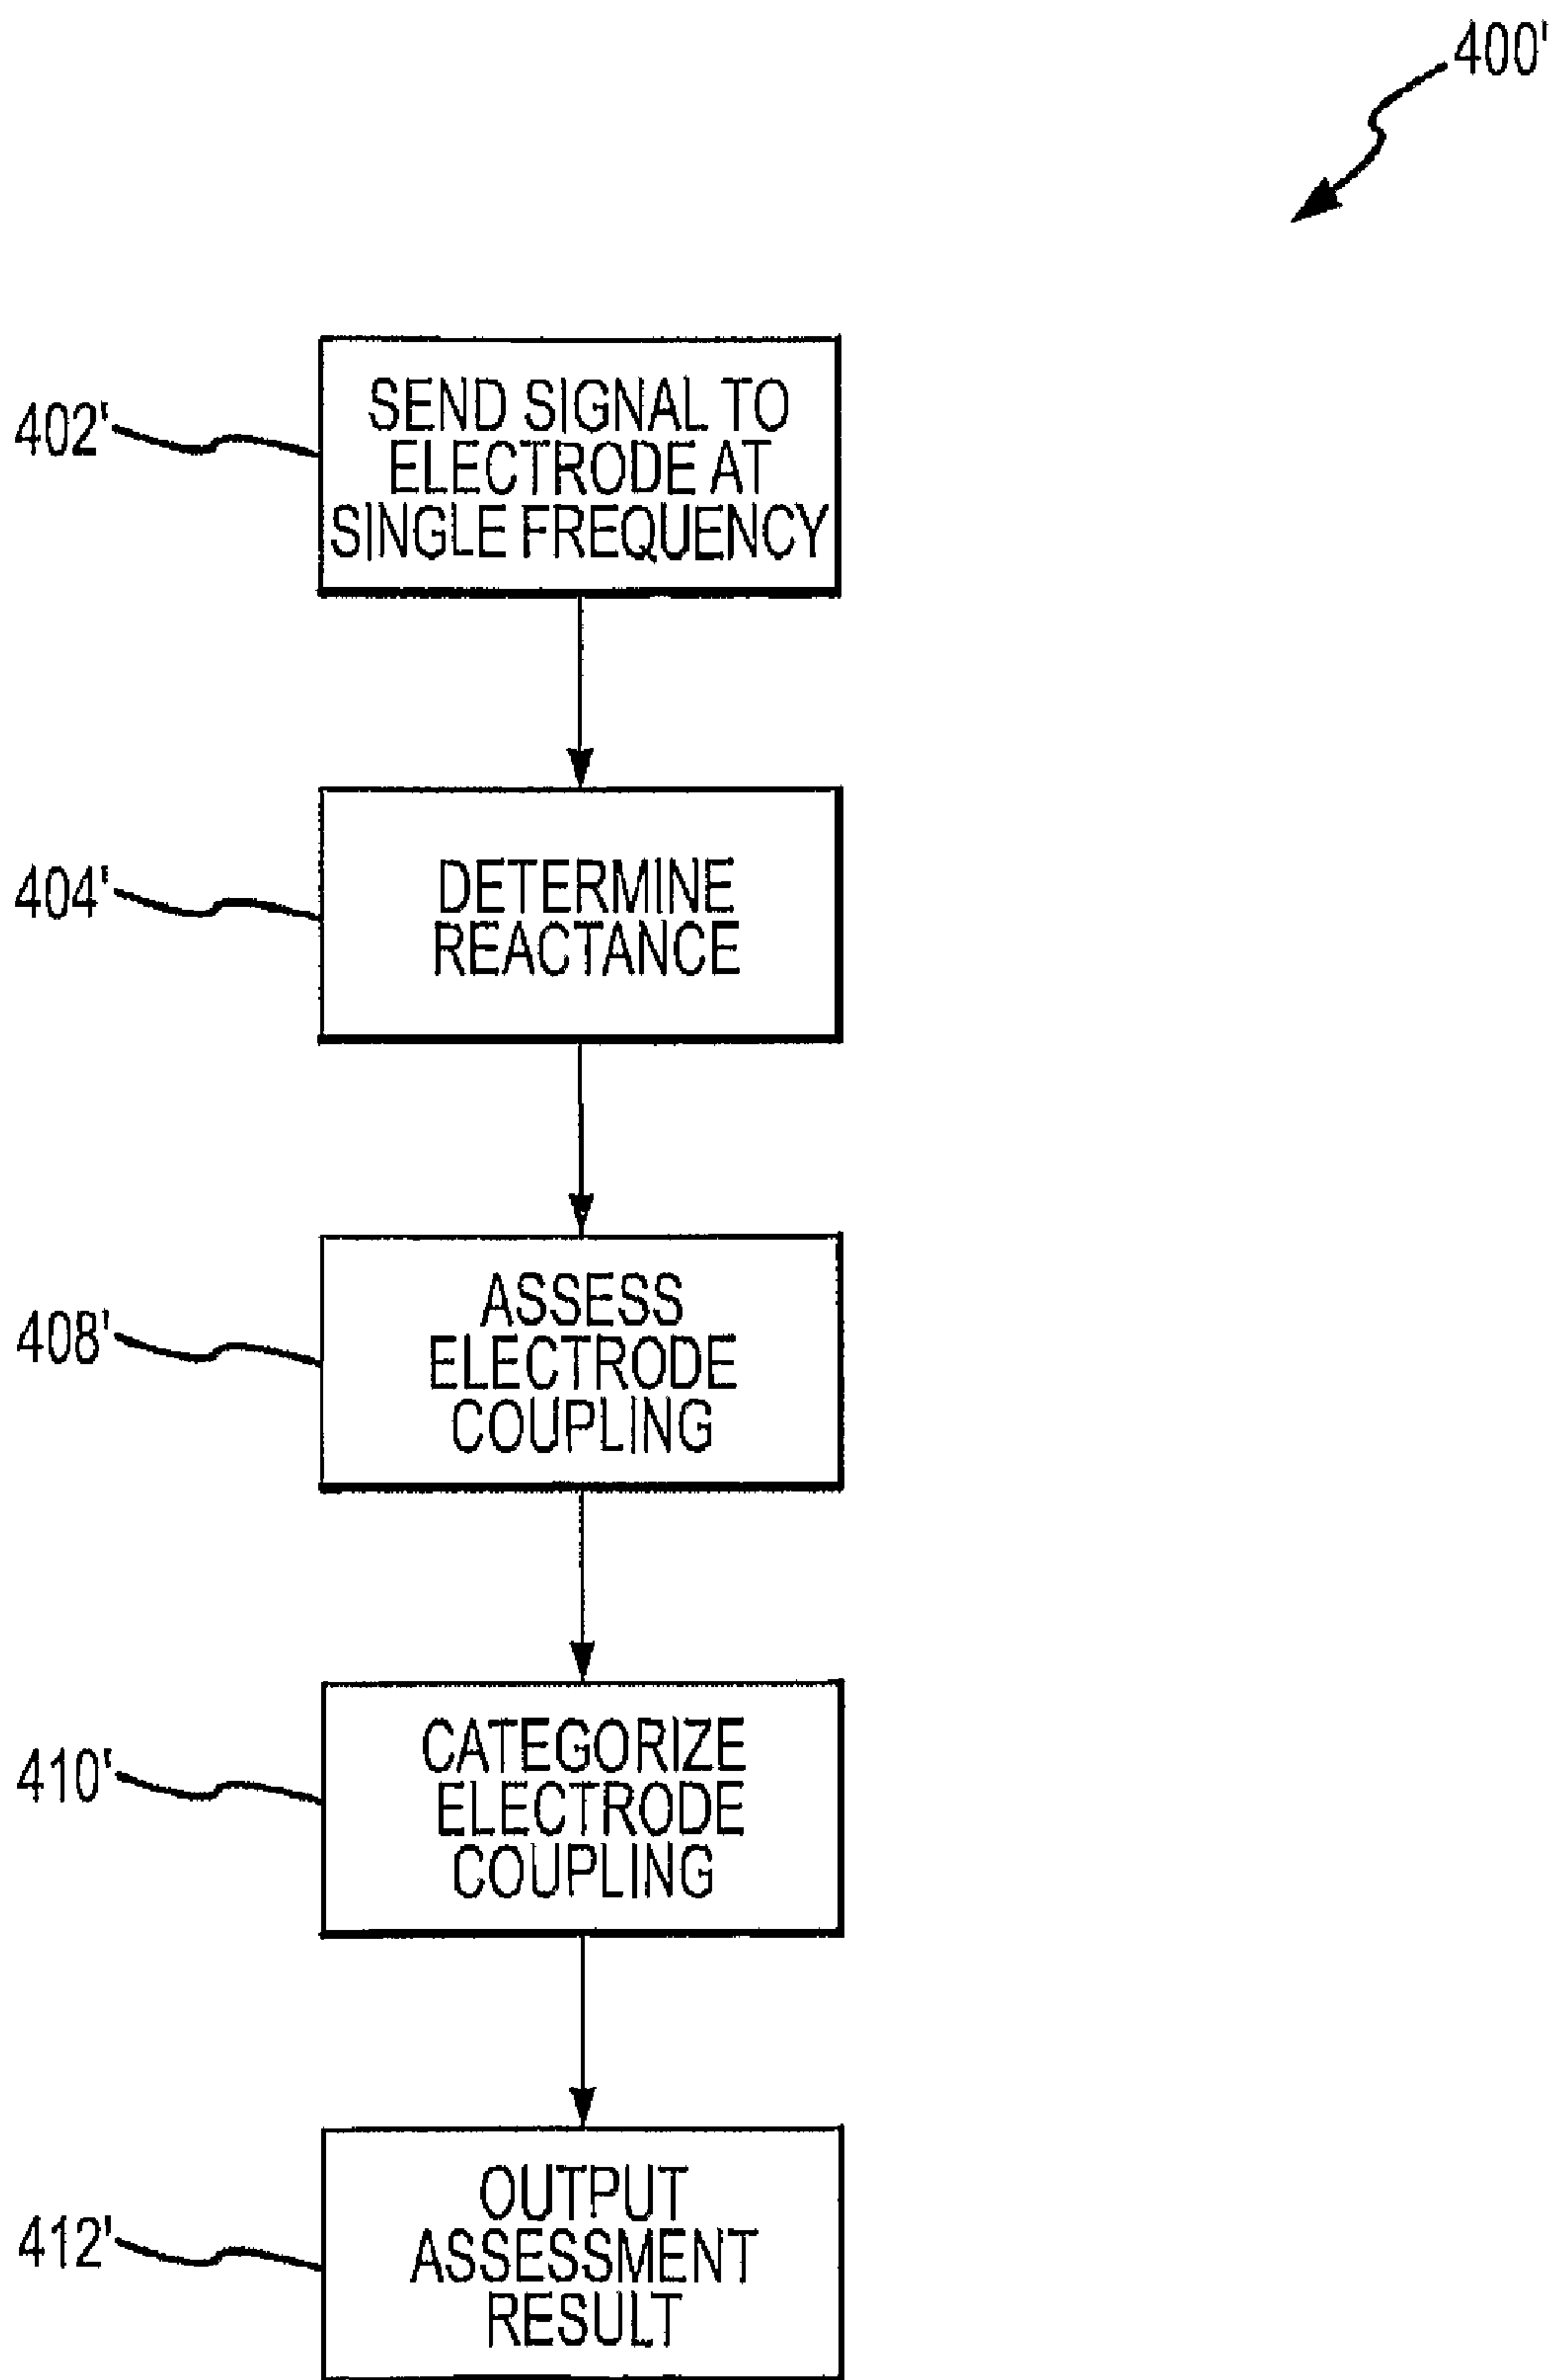 400'
402'
SEND SIGNAL TO
ELECTRODE AT
SINGLE FREQUENCY
404'
DETERMINE
REACTANCE
408'
ASSESS
ELECTRODE
COUPLING
410'
CATEGORIZE
ELECTRODE
COUPLING
412'
OUTPUT
ASSESSMENT
RESULT